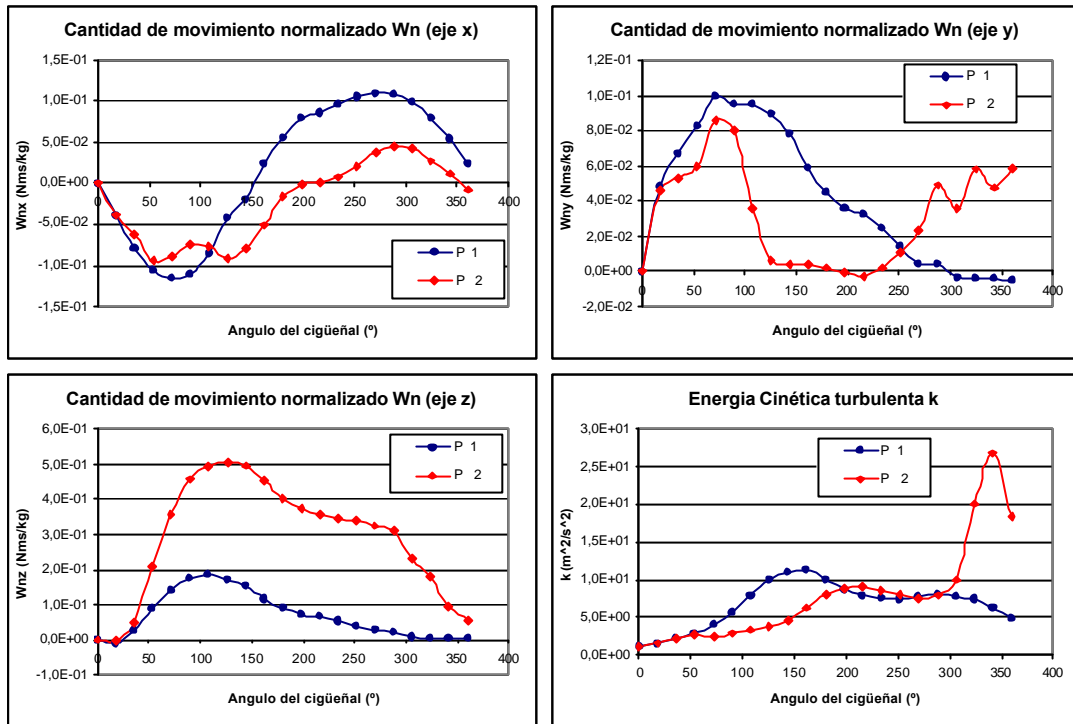 Cantidad de movimiento normalizado Wn (eje x)
1,5E-01
1,0E-01
5,0E-02
0,0E+00
-5,0E-02
-1,0E-01
-1,5E-01
0 50 100 150 200 250 300 350 400
Wnx (Nms/kg)
P 1
P 2
Angulo del cigüeñal (º)
Cantidad de movimiento normalizado Wn (eje y)
1,2E-01
1,0E-01
8,0E-02
6,0E-02
4,0E-02
2,0E-02
0,0E+00
-2,0E-02
0 50 100 150 200 250 300 350 400
Wny (Nms/kg)
P 1
P 2
Angulo del cigüeñal (º)
Cantidad de movimiento normalizado Wn (eje z)
6,0E-01
5,0E-01
4,0E-01
3,0E-01
2,0E-01
1,0E-01
0,0E+00
-1,0E-01
0 50 100 150 200 250 300 350 400
Wnz (Nms/kg)
P 1
P 2
Angulo del cigüeñal (º)
Energia Cinética turbulenta k
3,0E+01
2,5E+01
2,0E+01
1,5E+01
1,0E+01
5,0E+00
0,0E+00
0 50 100 150 200 250 300 350 400
k (m^2/s^2)
P 1
P 2
Angulo del cigüeñal (º)